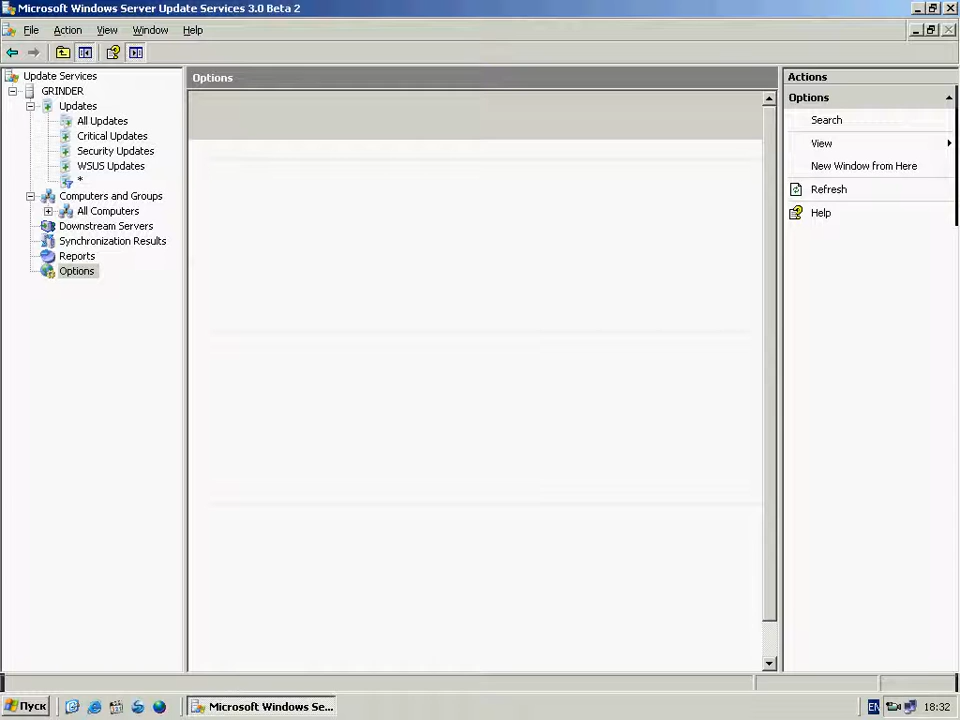 Microsoft Windows Server Update Services 3.0 Beta 2
File Action View Window Help
Update Services
GRINDER
Updates
All Updates
Critical Updates
Security Updates
WSUS Updates
*
Computers and Groups
All Computers
Downstream Servers
Synchronization Results
Reports
Options
Options
Actions
Options
Search
View
New Window from Here
Refresh
Help
Пуск
Microsoft Windows Se...
EN
18:32